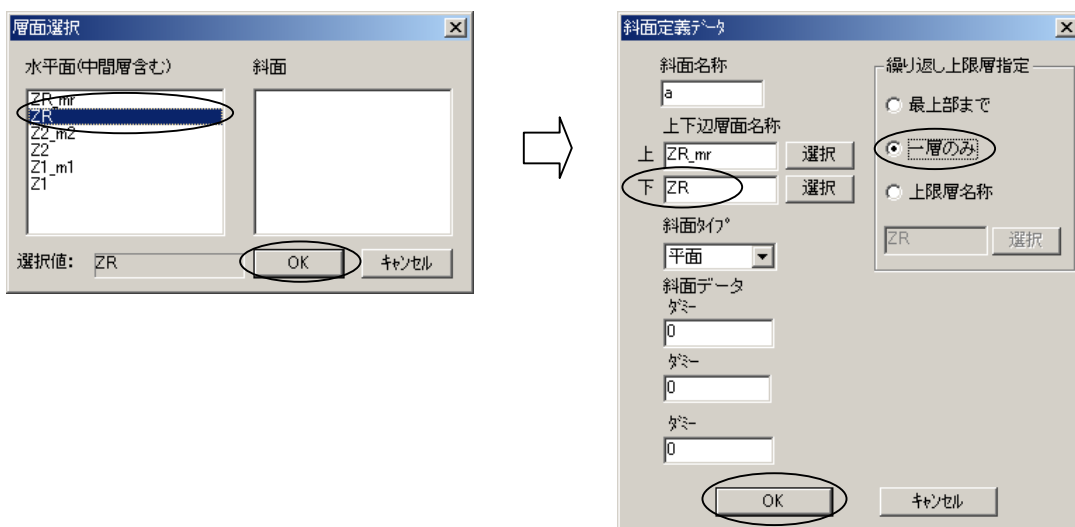 層面選択
水平面(中間層含む)
斜面
ZR_mr
ZR
Z2_m2
Z2
Z1_m1
Z1
選択値: ZR
OK
ｷｬﾝｾﾙ
斜面定義ﾃﾞｰﾀ
斜面名称
a
上下辺層面名称
上 ZR_mr 選択
下 ZR 選択
斜面ﾀｲﾌﾟ
平面
斜面データ
ﾀﾞﾐｰ
0
ﾀﾞﾐｰ
0
ﾀﾞﾐｰ
0
繰り返し上限層指定
最上部まで
一層のみ
上限層名称
ZR 選択
OK
ｷｬﾝｾﾙ